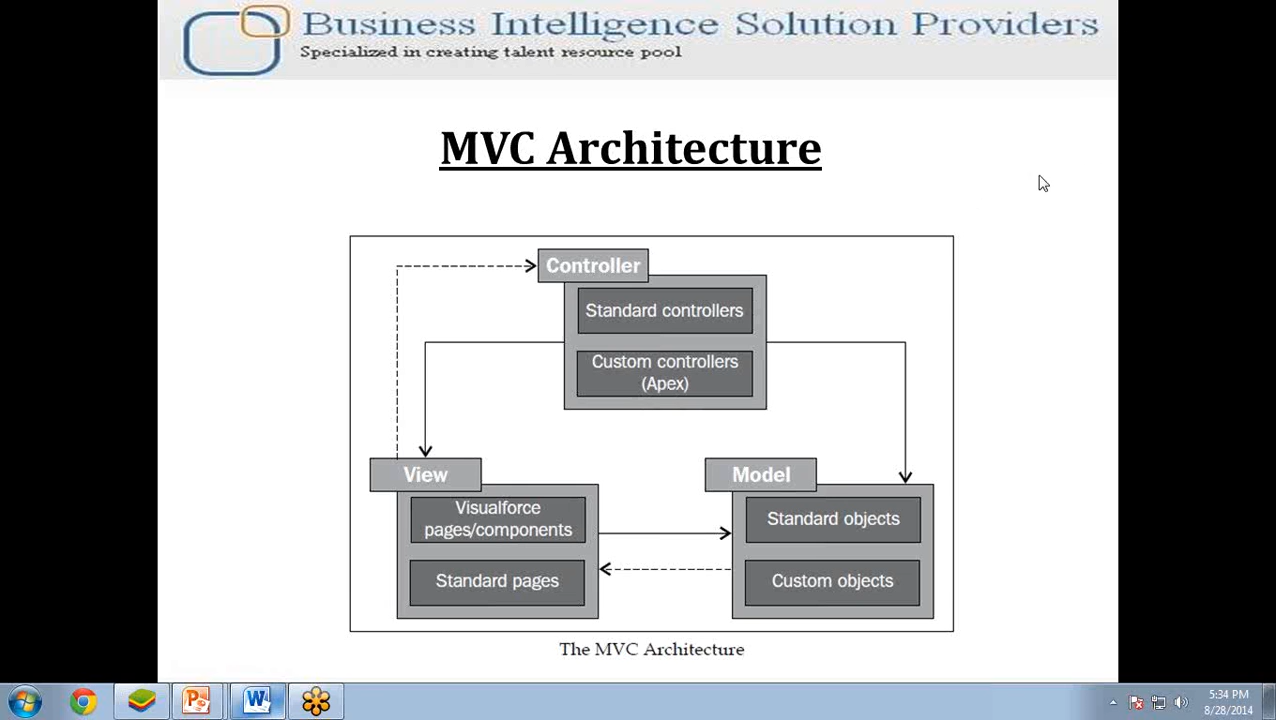 Business Intelligence Solution Providers
Specialized in creating talent resource pool
MVC Architecture
Controller
Standard controllers
Custom controllers
(Apex)
View
Visualforce
pages/components
Standard pages
Model
Standard objects
Custom objects
The MVC Architecture
5:34 PM
8/28/2014